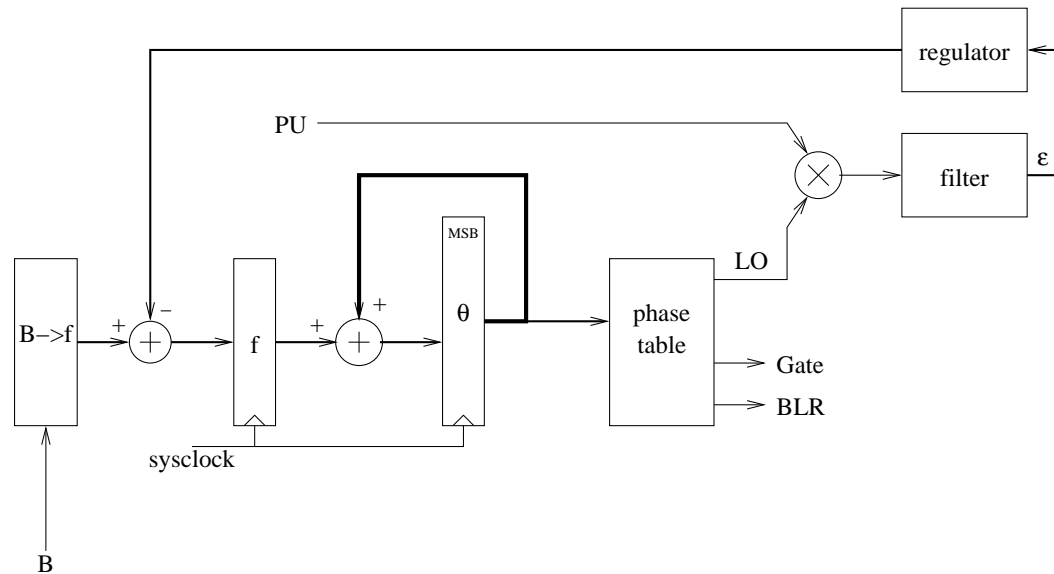 regulator
PU
ε
filter
MSB
LO
+
−
+
+
B−>f
+
f
+
θ
phase
table
Gate
BLR
sysclock
B